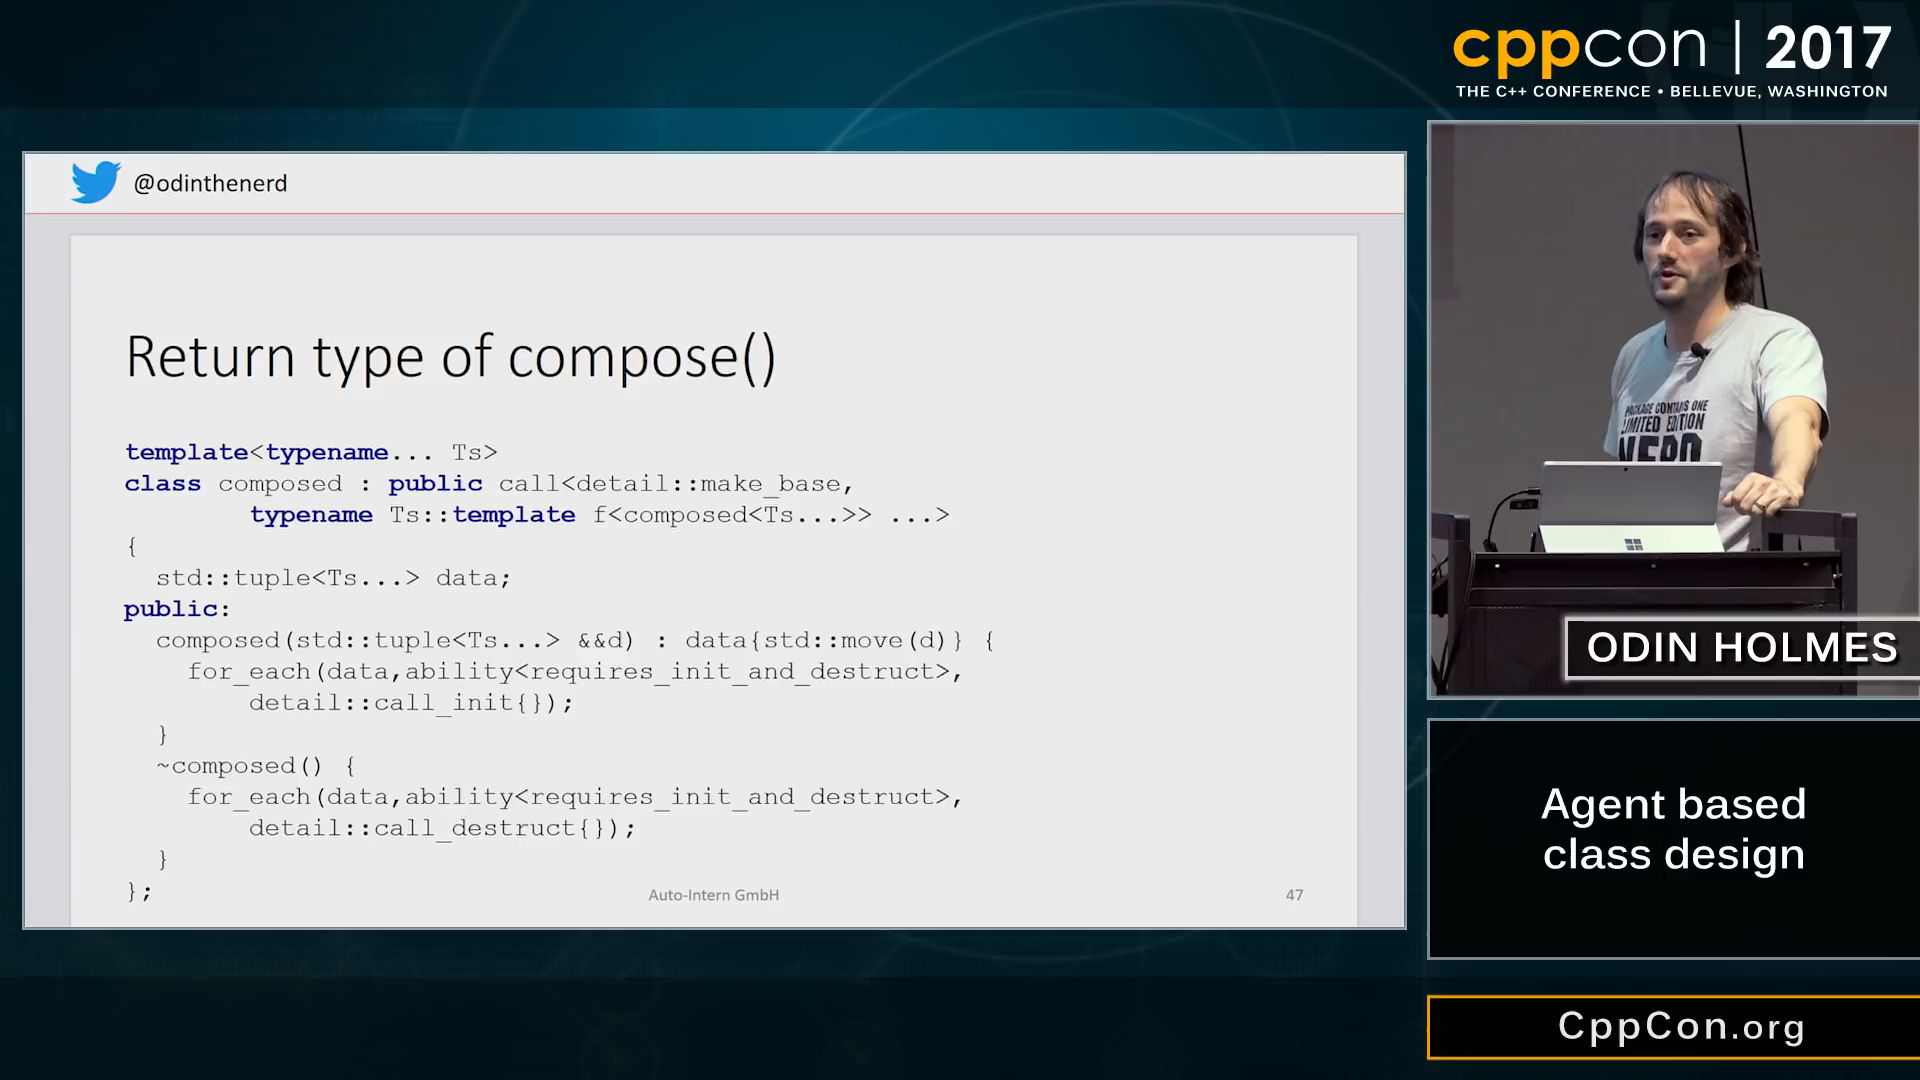 cppcon | 2017
THE C++ CONFERENCE • BELLEVUE, WASHINGTON
@odinthenerd
Return type of compose()
template<typename... Ts>
class composed : public call<detail::make_base,
        typename Ts::template f<composed<Ts...>> ...>
{
  std::tuple<Ts...> data;
public:
  composed(std::tuple<Ts...> &&d) : data{std::move(d)} {
    for_each(data,ability<requires_init_and_destruct>,
        detail::call_init{});
  }
  ~composed() {
    for_each(data,ability<requires_init_and_destruct>,
        detail::call_destruct{});
  }
};
Auto-Intern GmbH
47
PACKAGE CONTAINS ONE
LIMITED EDITION
NERD
ODIN HOLMES
Agent based
class design
CppCon.org